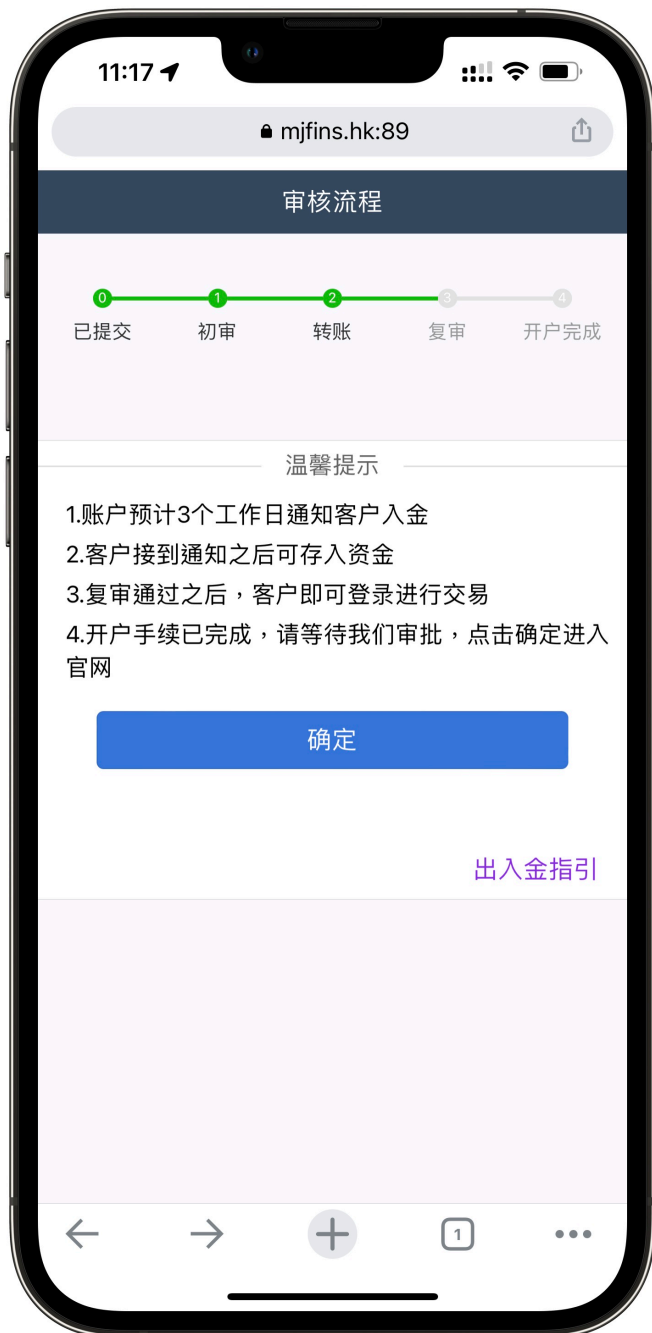 11:17
mjfins.hk:89
审核流程
0 1 2 3 4
已提交 初审 转账 复审 开户完成
温馨提示
1.账户预计3个工作日通知客户入金
2.客户接到通知之后可存入资金
3.复审通过之后，客户即可登录进行交易
4.开户手续已完成，请等待我们审批，点击确定进入
官网
确定
出入金指引
1